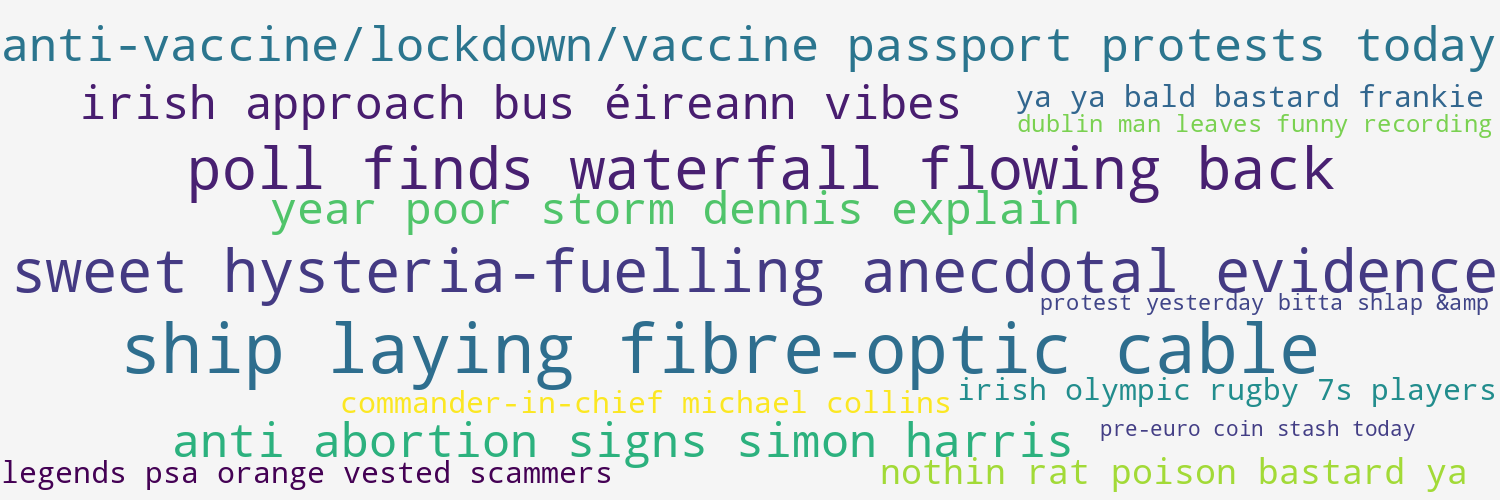 anti-vaccine/lockdown/vaccine passport protests today
irish approach bus éireann vibes
ya ya bald bastard frankie
dublin man leaves funny recording
poll finds waterfall flowing back
year poor storm dennis explain
sweet hysteria-fuelling anecdotal evidence
protest yesterday bitta shlap &amp
ship laying fibre-optic cable
irish olympic rugby 7s players
commander-in-chief michael collins
anti abortion signs simon harris
pre-euro coin stash today
legends psa orange vested scammers
nothin rat poison bastard ya